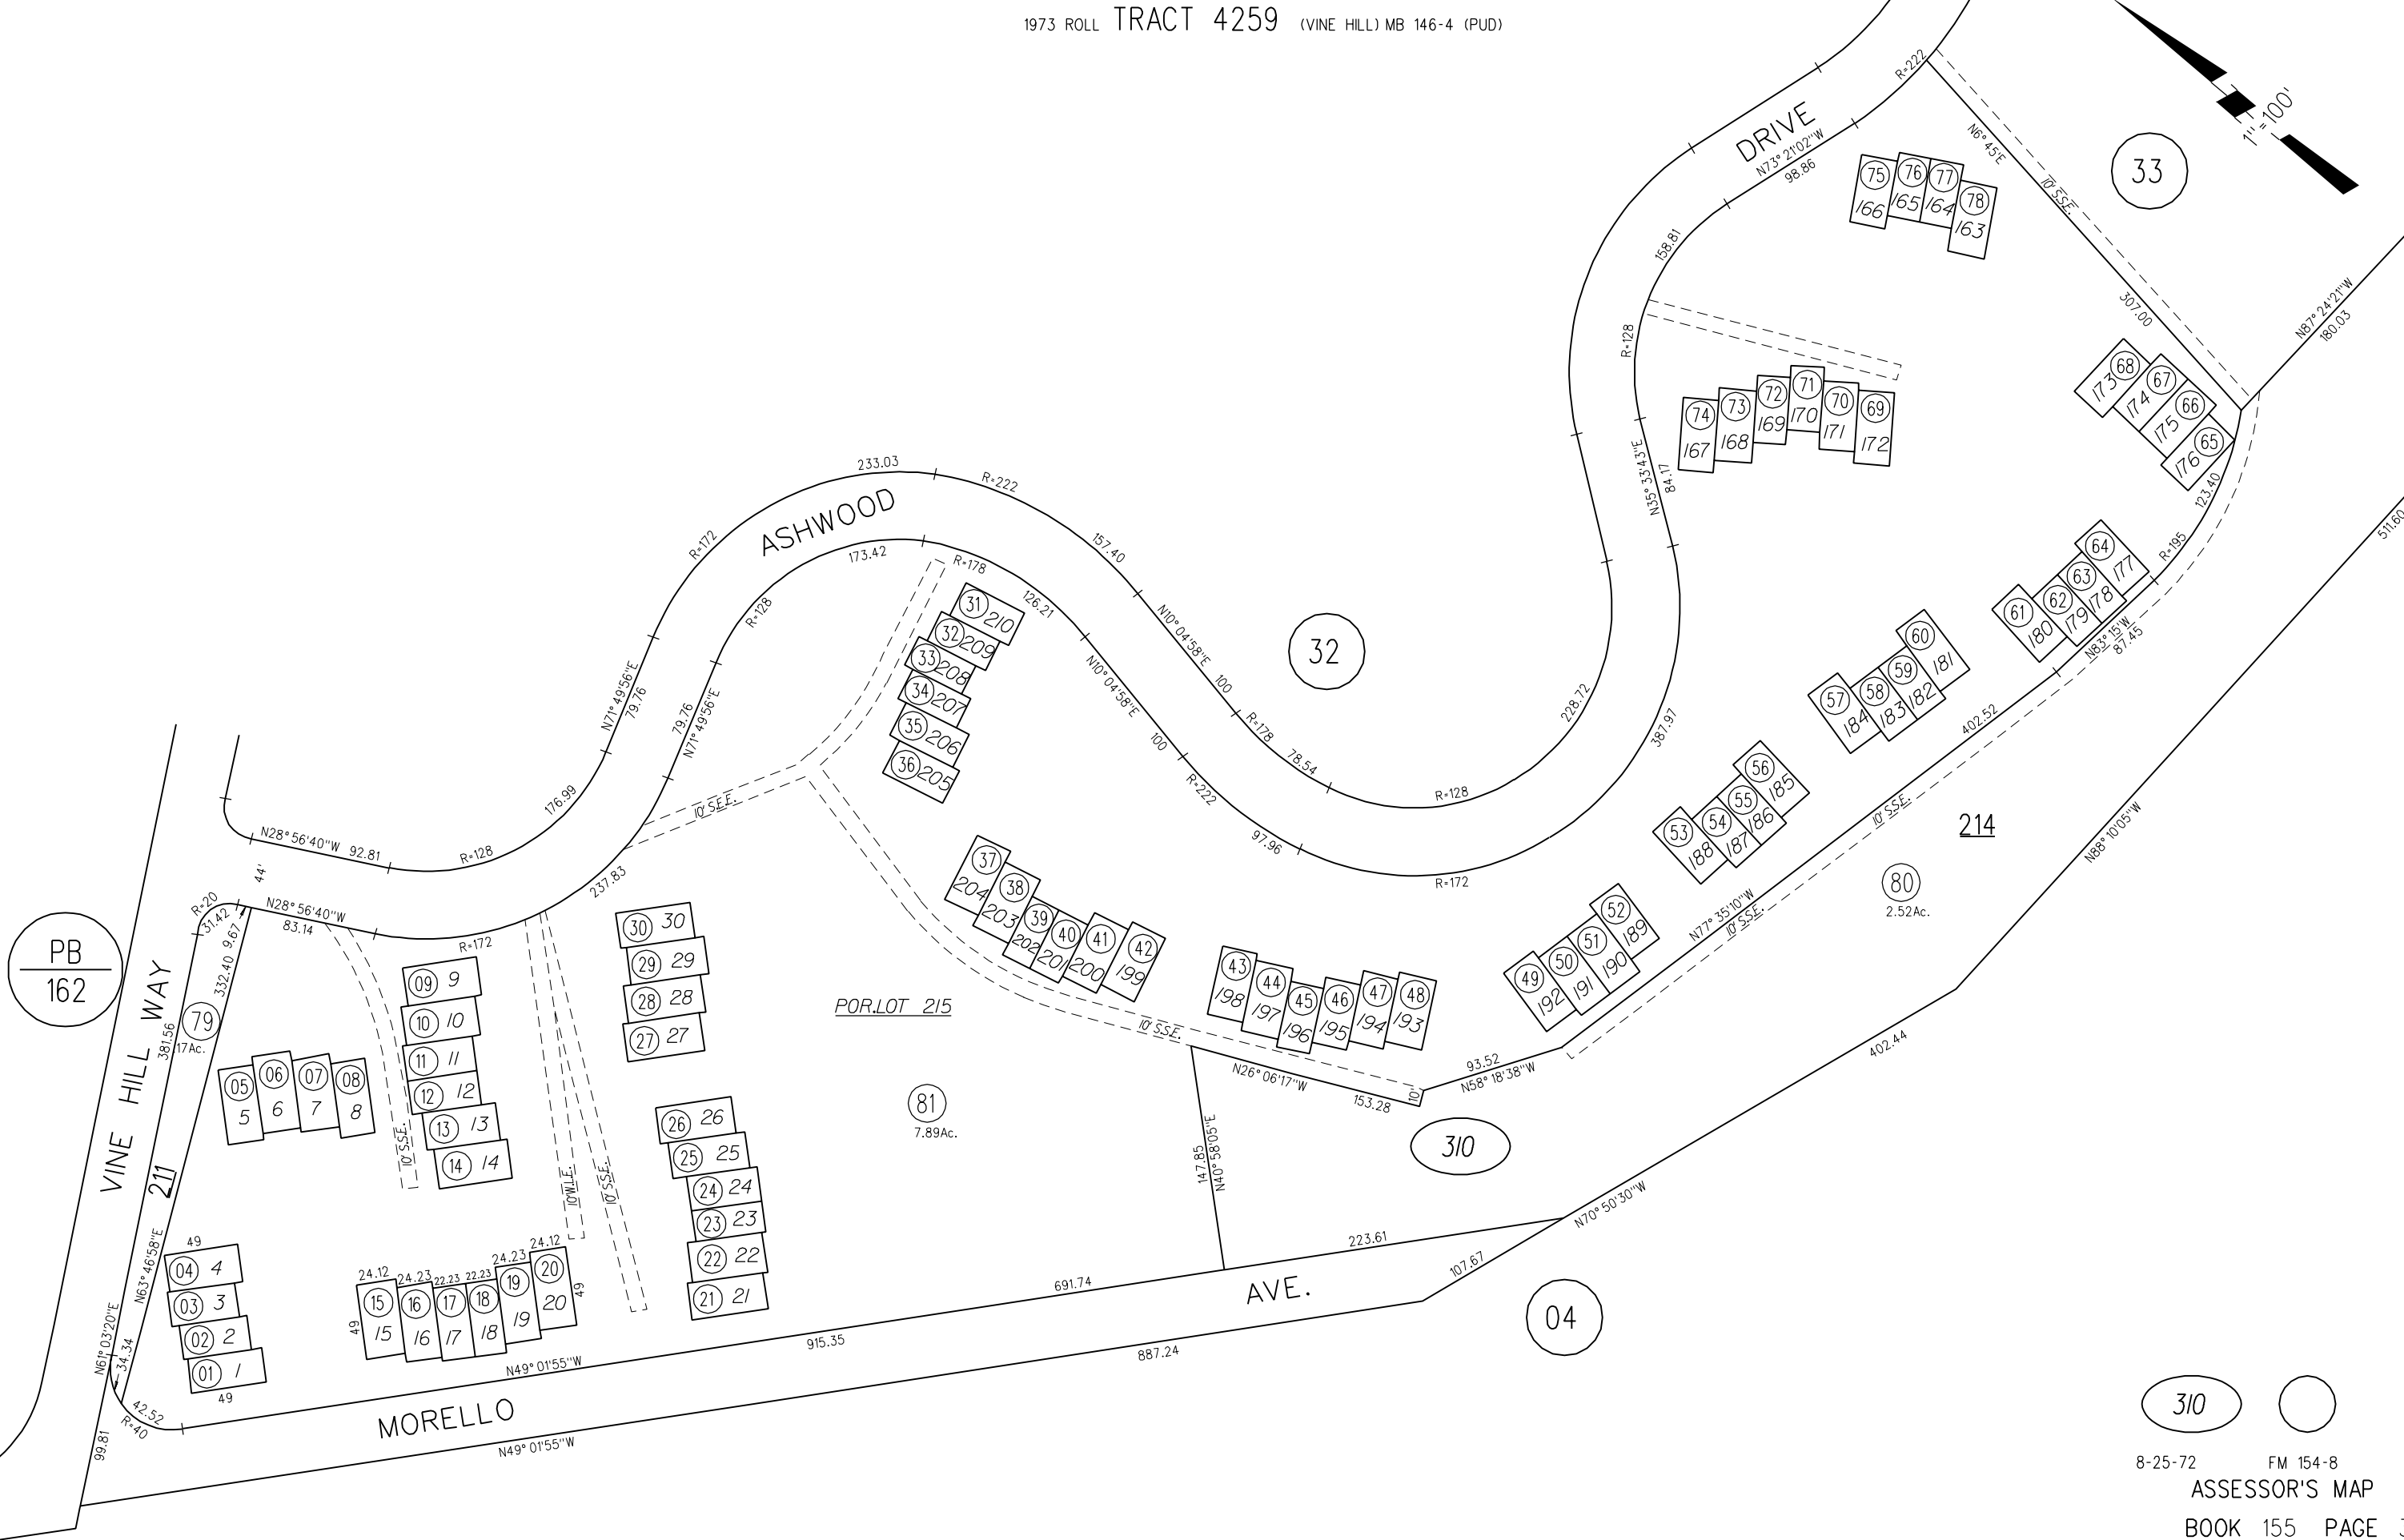 1973 ROLL TRACT 4259 (VINE HILL) MB 146-4 (PUD)
1"=100'
33
R=222
DRIVE
N73° 21'02"W
98.86
N6° 45'E
10' S.S.E.
307.00
N87° 24'21"W
180.03
75 166
76 165
77 164
78 163
158.81
R=128
N35° 33'43"E
84.17
74 167
73 168
72 169
71 170
70 171
69 172
68 173
67 174
66 175
65 176
123.40
R=195
511.60
233.03
R=222
ASHWOOD
R=172
173.42
R=178
R=128
126.21
157.40
N10° 04'58"E
100
N10° 04'58"E
100
R=178
78.54
R=222
97.96
32
228.72
387.97
R=128
R=172
31 210
32 209
33 208
34 207
35 206
36 205
64 177
63 178
62 179
61 180
N83° 15'W
87.45
60 181
59 182
58 183
57 184
402.52
10' S.S.E.
N71° 49'56"E
79.76
79.76
N71° 49'56"E
176.99
10' S.S.E.
56 185
55 186
54 187
53 188
214
80
2.52Ac.
N88° 10'05"W
N28° 56'40"W 92.81
R=128
44'
R=20
31.42
N28° 56'40"W
83.14
R=172
237.83
37 204
38 203
39 202
40 201
41 200
42 199
52 189
51 190
50 191
49 192
N77° 35'10"W
10' S.S.E.
PB
162
VINE HILL WAY
211
381.56
332.40
9.67
79
17Ac.
09 9
10 10
11 11
12 12
13 13
14 14
30 30
29 29
28 28
27 27
POR.LOT 215
43 198
44 197
45 196
46 195
47 194
48 193
10' S.S.E.
93.52
N58° 18'38"W
402.44
N26° 06'17"W
153.28
10'
05 5
06 6
07 7
08 8
10' S.S.E.
81
7.89Ac.
26 26
25 25
24 24
23 23
22 22
21 21
10' W.L.E.
10' S.S.E.
147.85
N40° 58'05"E
310
N70° 50'30"W
N63° 46'58"E
49
04 4
03 3
02 2
01 1
49
24.12
24.23
22.23
22.23
24.23
24.12
49
15 15
16 16
17 17
18 18
19 19
20 20
49
223.61
691.74
AVE.
107.67
04
N61° 03'20"E
34.34
42.52
R=40
99.81
N49° 01'55"W
915.35
887.24
MORELLO
N49° 01'55"W
310
8-25-72 FM 154-8
ASSESSOR'S MAP
BOOK 155 PAGE